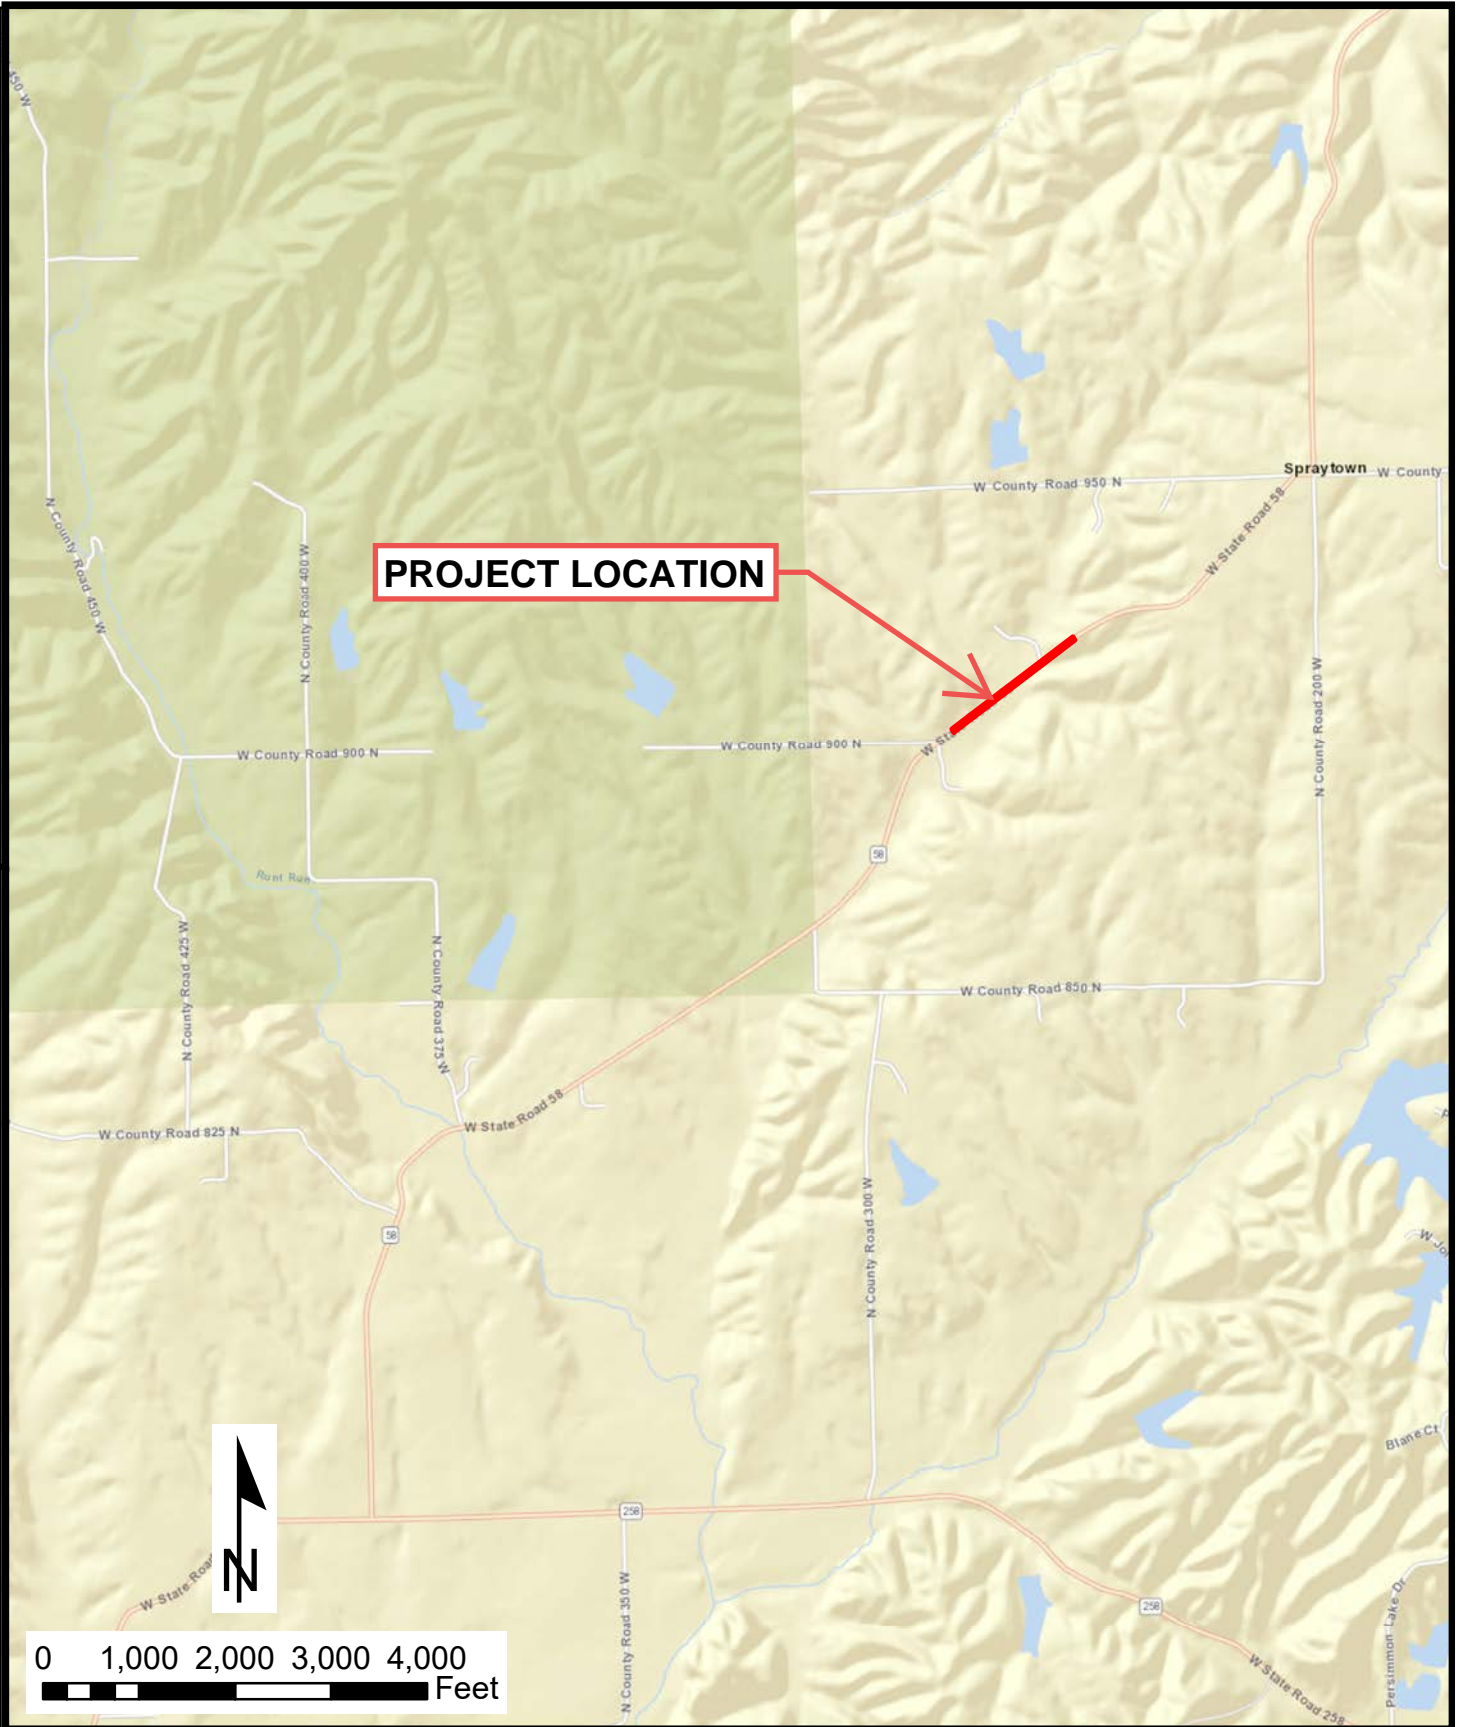 450 W
Spraytown
W County
W County Road 950 N
W State Road 58
N County Road 450 W
N County Road 400 W
PROJECT LOCATION
N County Road 200 W
W County Road 900 N
W County Road 900 N
W Sta
58
Runt Run
N County Road 425 W
N County Road 375 W
W County Road 850 N
W State Road 58
W County Road 825 N
N County Road 300 W
58
W Jo
Blane Ct
258
N
W State Road
N County Road 350 W
258
Persimmon Lake Dr
W State Road 258
0 1,000 2,000 3,000 4,000
Feet